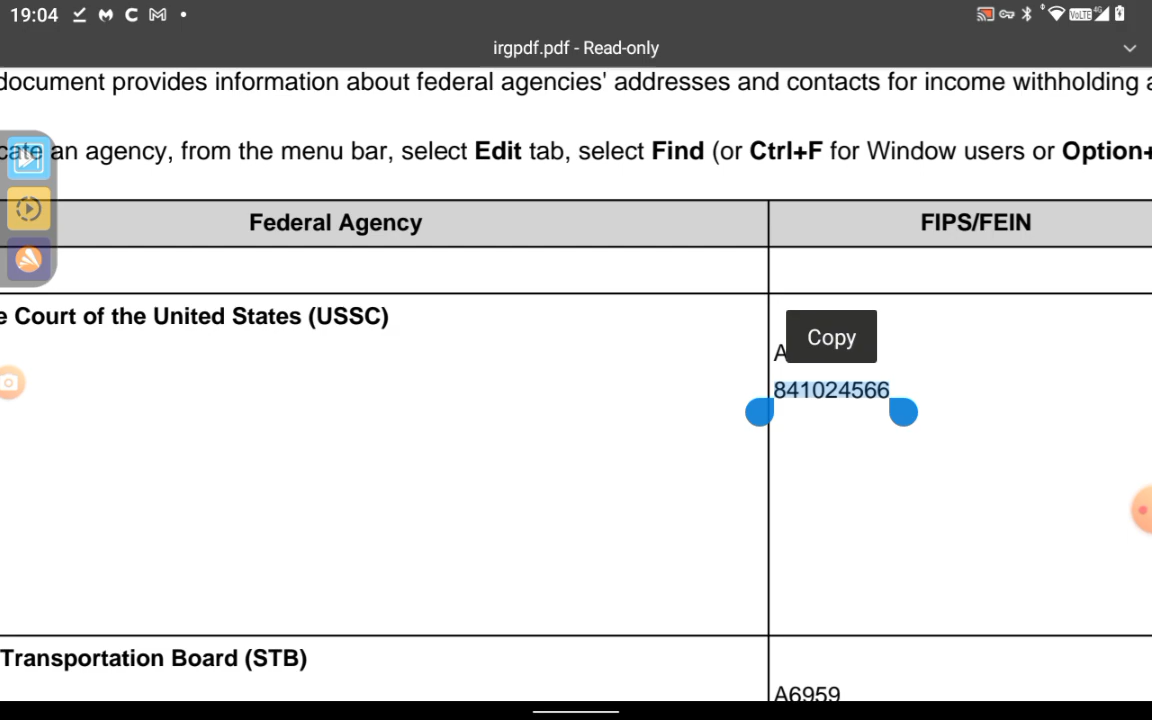 19:04
VoLTE 4G
irgpdf.pdf - Read-only
document provides information about federal agencies' addresses and contacts for income withholding
cate an agency, from the menu bar, select Edit tab, select Find (or Ctrl+F for Window users or Option+
Federal Agency FIPS/FEIN
e Court of the United States (USSC)
Copy
A
841024566
Transportation Board (STB)
A6959